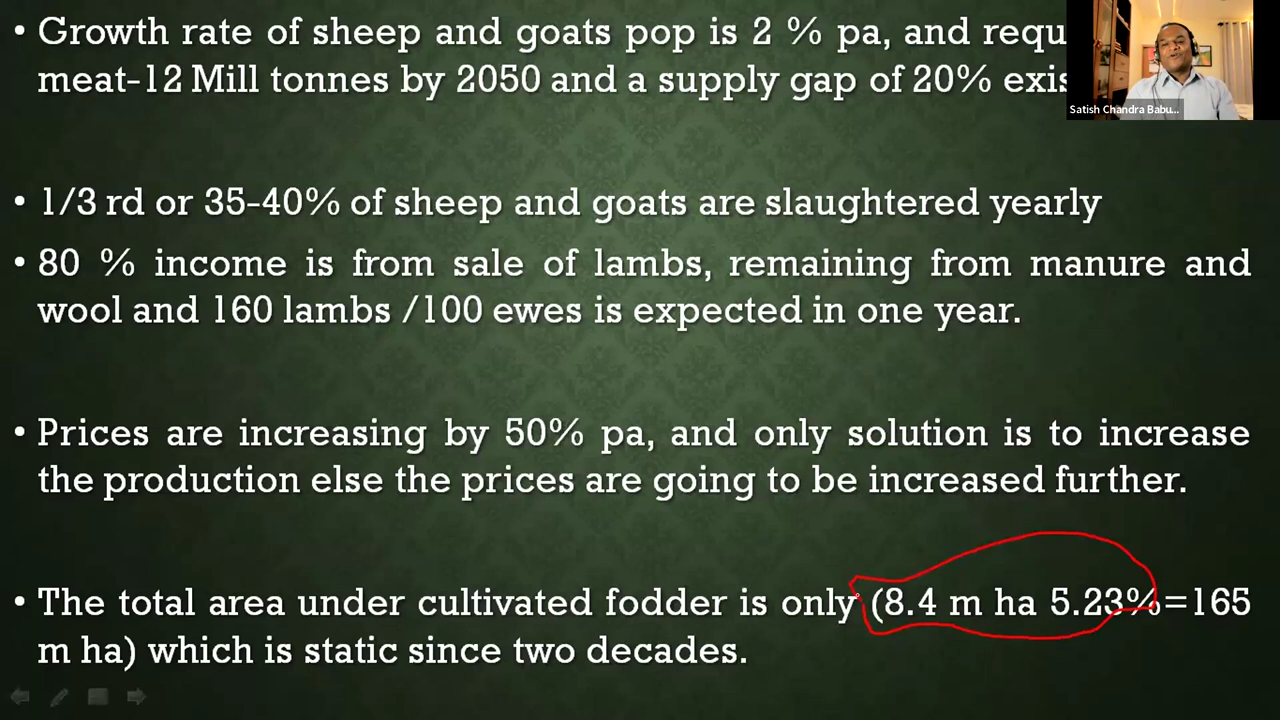 • Growth rate of sheep and goats pop is 2 % pa, and
meat-12 Mill tonnes by 2050 and a supply gap of 20%
Satish Chandra Babu...
• 1/3 rd or 35-40% of sheep and goats are slaughtered yearly
• 80 % income is from sale of lambs, remaining from manure and
wool and 160 lambs /100 ewes is expected in one year.
• Prices are increasing by 50% pa, and only solution is to increase
the production else the prices are going to be increased further.
• The total area under cultivated fodder is only (8.4 m ha 5.23%=165
m ha) which is static since two decades.